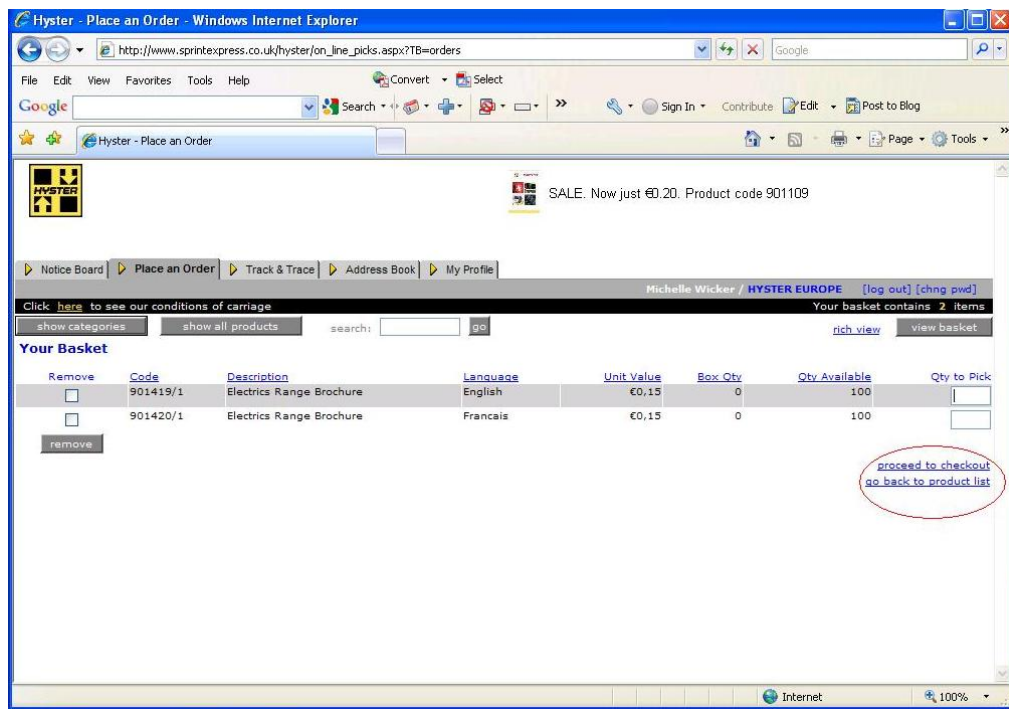 Hyster - Place an Order - Windows Internet Explorer
http://www.sprintexpress.co.uk/hyster/on_line_picks.aspx?TB=orders Google
File Edit View Favorites Tools Help Convert Select
Google Search » Sign In Contribute Edit Post to Blog
Hyster - Place an Order Page Tools »
HYSTER
SALE. Now just €0.20. Product code 901109
Notice Board Place an Order Track & Trace Address Book My Profile
Michelle Wicker / HYSTER EUROPE [log out] [chng pwd]
Click here to see our conditions of carriage Your basket contains 2 items
show categories show all products search: go rich view view basket
Your Basket
Remove Code Description Language Unit Value Box Qty Qty Available Qty to Pick
901419/1 Electrics Range Brochure English €0,15 0 100
901420/1 Electrics Range Brochure Francais €0,15 0 100
remove
proceed to checkout
go back to product list
Internet 100%